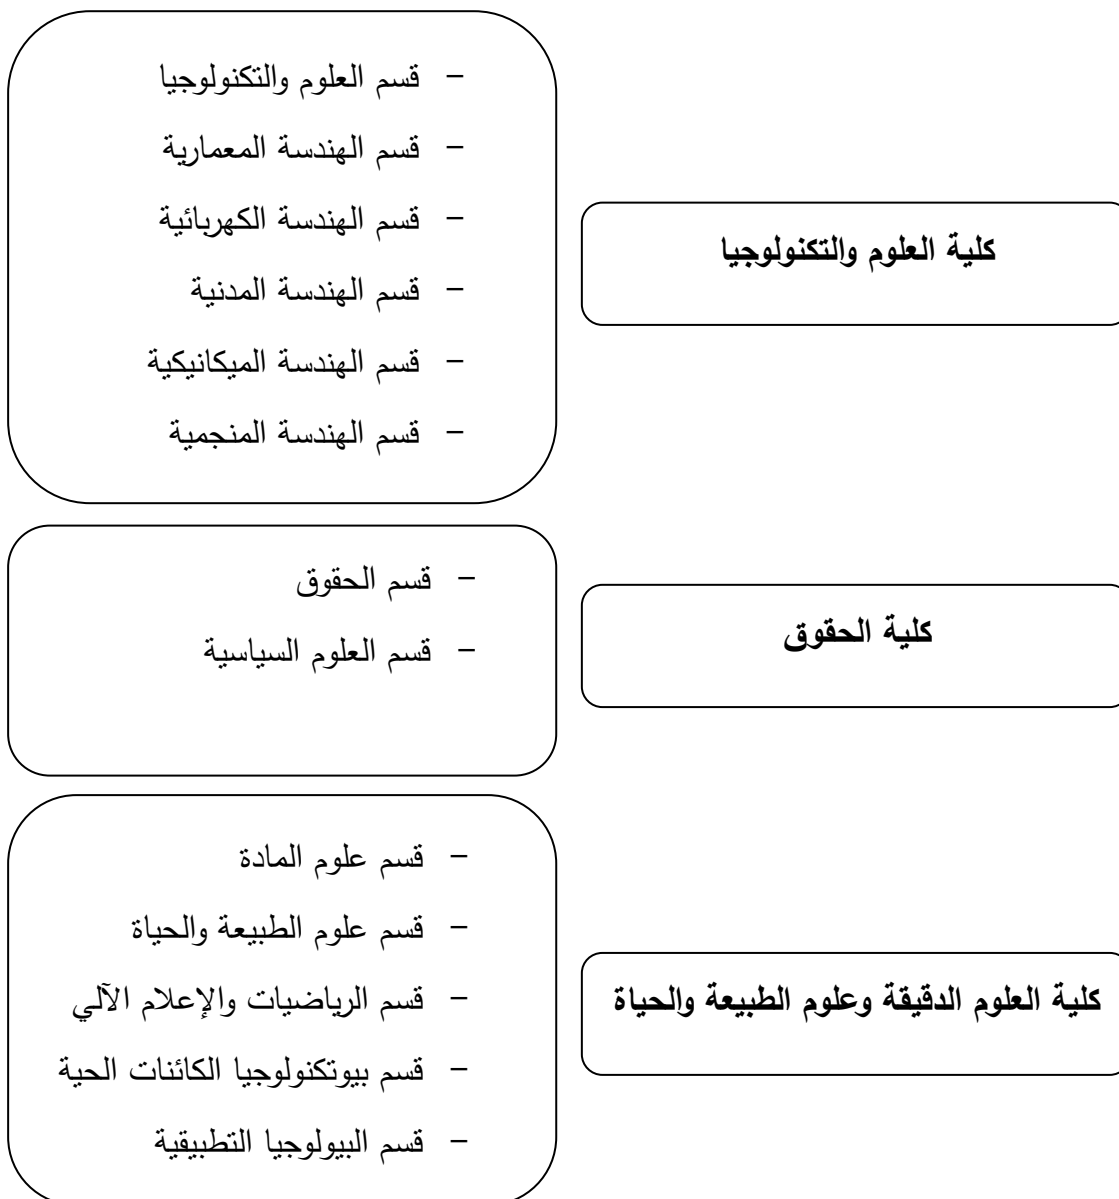 كلية العلوم والتكنولوجيا
- قسم العلوم والتكنولوجيا
- قسم الهندسة المعمارية
- قسم الهندسة الكهربائية
- قسم الهندسة المدنية
- قسم الهندسة الميكانيكية
- قسم الهندسة المنجمية
كلية الحقوق
- قسم الحقوق
- قسم العلوم السياسية
كلية العلوم الدقيقة وعلوم الطبيعة والحياة
- قسم علوم المادة
- قسم علوم الطبيعة والحياة
- قسم الرياضيات والإعلام الآلي
- قسم بيوتكنولوجيا الكائنات الحية
- قسم البيولوجيا التطبيقية